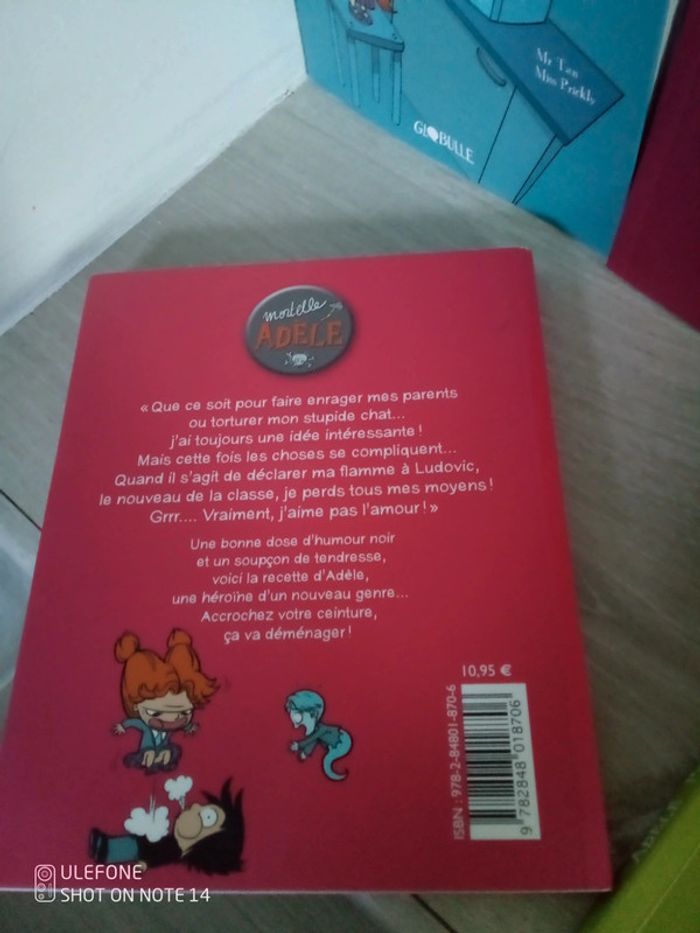 Mr Tan
Miss Prickly
GLOBULLE
mortelle
ADELE
« Que ce soit pour faire enrager mes parents
ou torturer mon stupide chat...
j'ai toujours une idée intéressante !
Mais cette fois les choses se compliquent...
Quand il s'agit de déclarer ma flamme à Ludovic,
le nouveau de la classe, je perds tous mes moyens !
Grrr.... Vraiment, j'aime pas l'amour ! »
Une bonne dose d'humour noir
et un soupçon de tendresse,
voici la recette d'Adèle,
une héroïne d'un nouveau genre...
Accrochez votre ceinture,
ça va déménager !
10,95 €
ISBN : 978-2-84801-870-6
9 782848 018706
ADELE
ULEFONE
SHOT ON NOTE 14